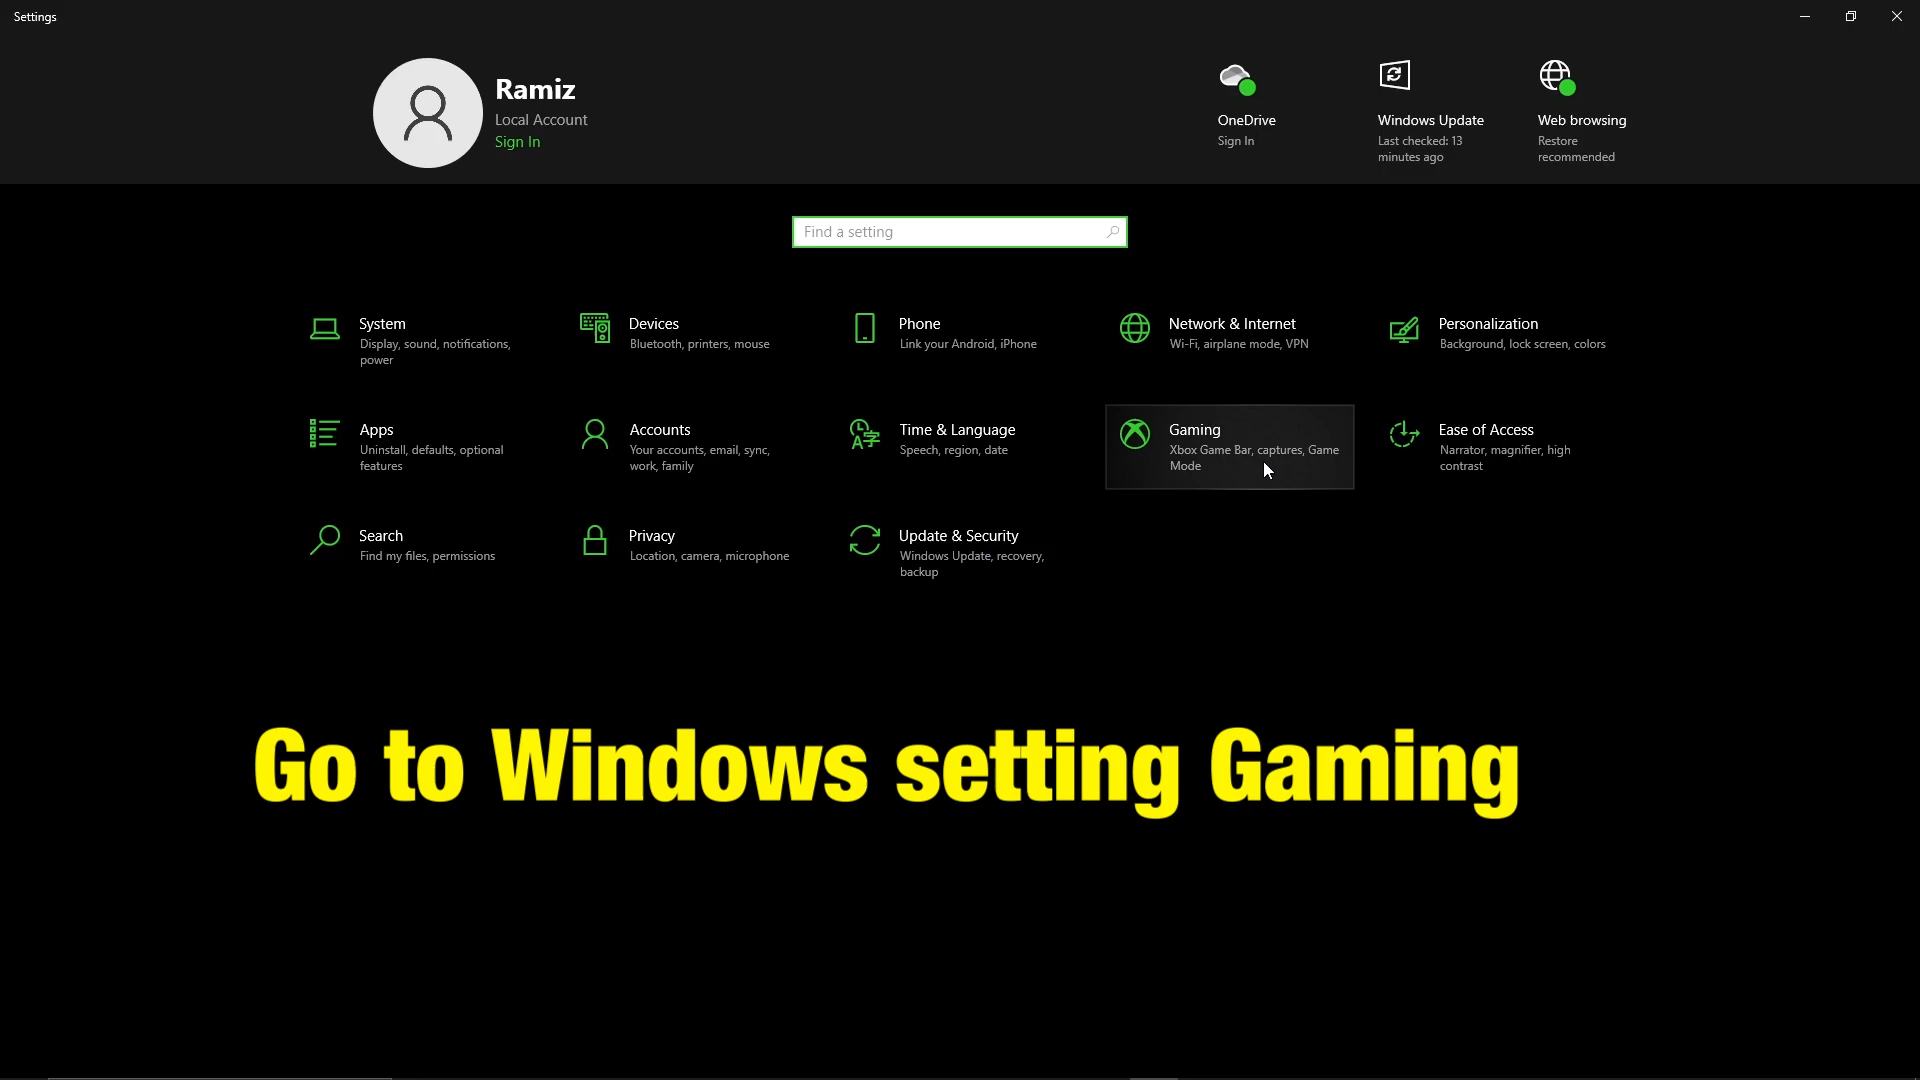 Settings
Ramiz
Local Account
Sign In
OneDrive
Sign In
Windows Update
Last checked: 13
minutes ago
Web browsing
Restore
recommended
Find a setting
System
Display, sound, notifications,
power
Devices
Bluetooth, printers, mouse
Phone
Link your Android, iPhone
Network & Internet
Wi-Fi, airplane mode, VPN
Personalization
Background, lock screen, colors
Apps
Uninstall, defaults, optional
features
Accounts
Your accounts, email, sync,
work, family
Time & Language
Speech, region, date
Gaming
Xbox Game Bar, captures, Game
Mode
Ease of Access
Narrator, magnifier, high
contrast
Search
Find my files, permissions
Privacy
Location, camera, microphone
Update & Security
Windows Update, recovery,
backup
Go to Windows setting Gaming